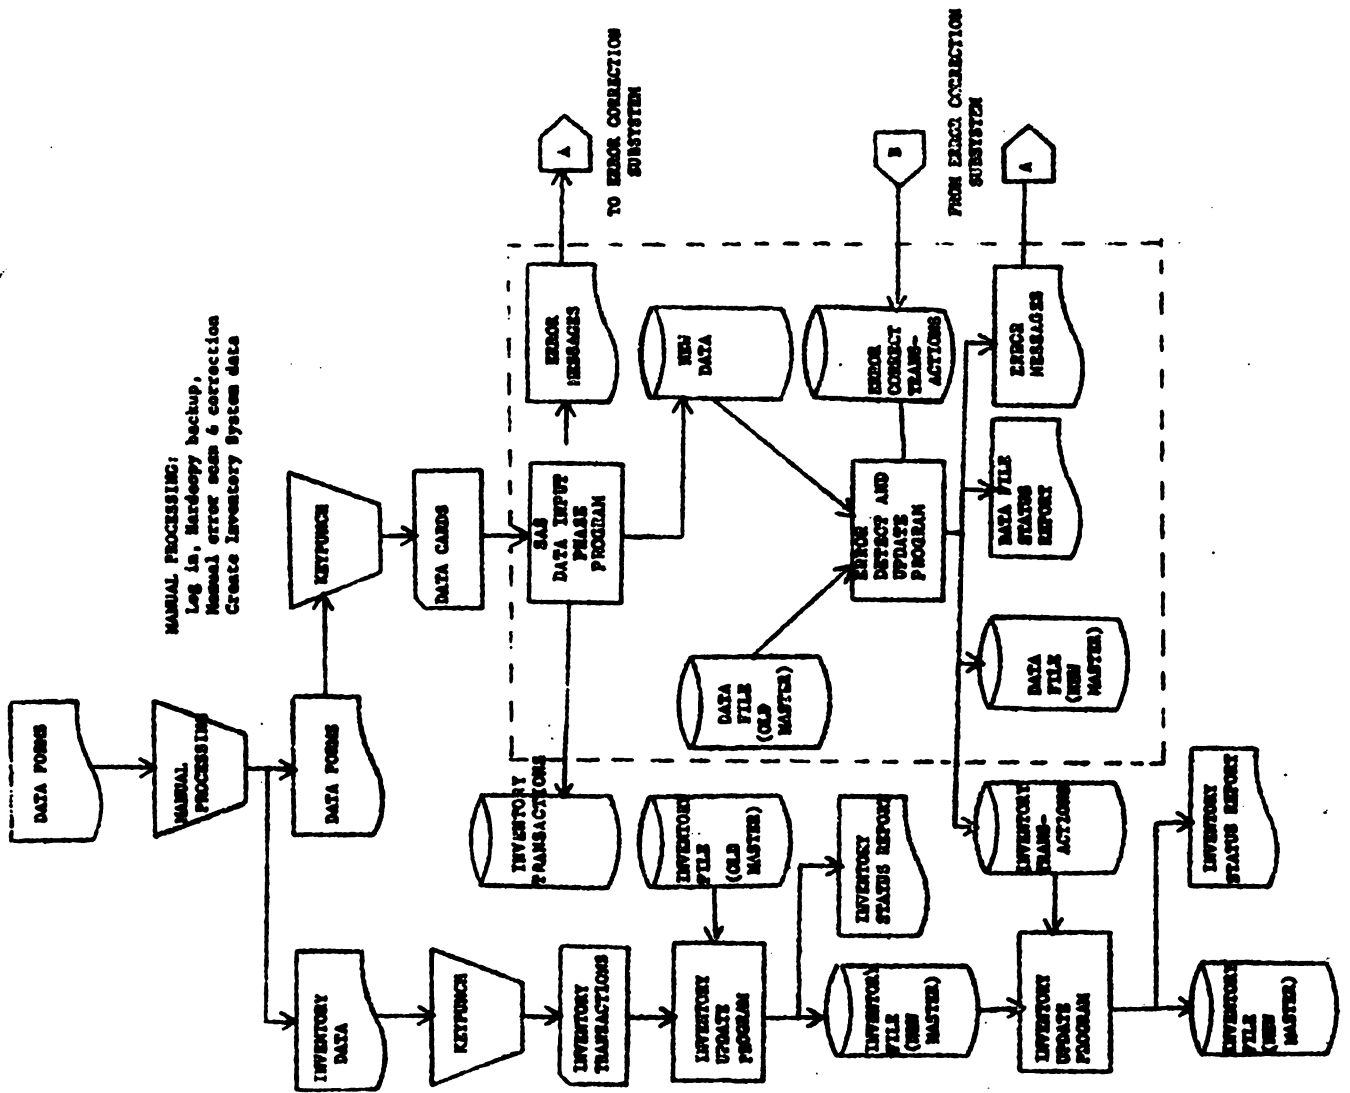 DATA FORMS
MANUAL
PROCESSING
MANUAL PROCESSING:
Log in, Hardcopy backup,
Manual error scan & correction
Create Inventory System data
DATA FORMS
KEYPUNCH
DATA CARDS
INVENTORY
DATA
KEYPUNCH
INVENTORY
TRANSACTIONS
INVENTORY
UPDATE
PROGRAM
INVENTORY
FILE
(OLD
MASTER)
INVENTORY
TRANSACTIONS
SAS
DATA INPUT
PHASE
PROGRAM
ERROR
MESSAGES
A
TO ERROR CORRECTION
SUBSYSTEM
NEW
DATA
DATA
FILE
(OLD
MASTER)
ERROR
DETECT AND
UPDATE
PROGRAM
ERROR
CORRECT
TRANS-
ACTIONS
B
FROM ERROR CORRECTION
SUBSYSTEM
INVENTORY
STATUS REPORT
INVENTORY
FILE
(NEW
MASTER)
INVENTORY
TRANS-
ACTIONS
DATA
FILE
(NEW
MASTER)
DATA FILE
STATUS
REPORT
ERROR
MESSAGES
A
INVENTORY
UPDATE
PROGRAM
INVENTORY
FILE
(NEW
MASTER)
INVENTORY
STATUS REPORT